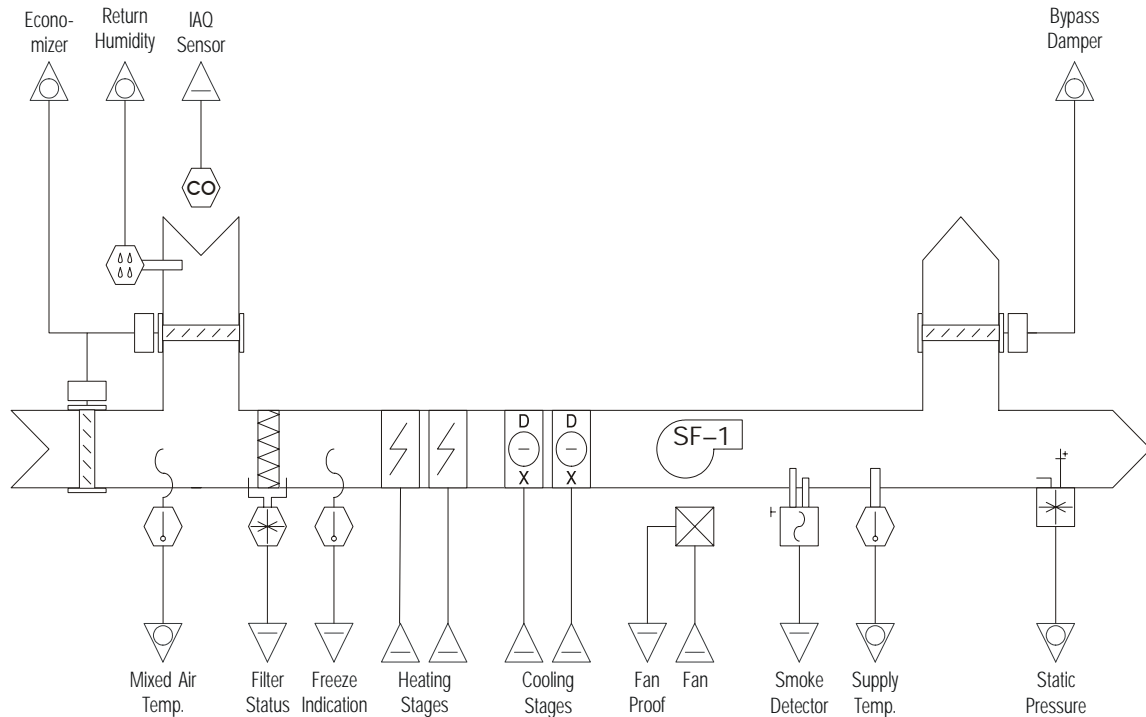 Econo-
mizer
Return
Humidity
IAQ
Sensor
Bypass
Damper
CO
D
D
X
X
SF-1
Mixed Air
Temp.
Filter
Status
Freeze
Indication
Heating
Stages
Cooling
Stages
Fan
Proof
Fan
Smoke
Detector
Supply
Temp.
Static
Pressure